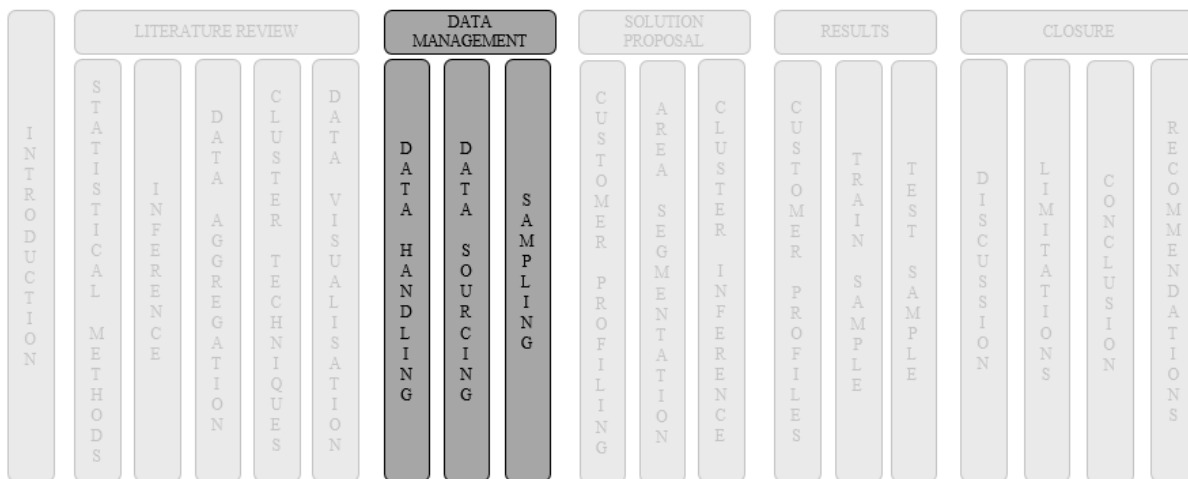 LITERATURE REVIEW
DATA
MANAGEMENT
SOLUTION
PROPOSAL
RESULTS
CLOSURE
INTRODUCTION
STATISTICAL METHODS
INFERENCE
DATA AGGREGATION
CLUSTER TECHNIQUES
DATA VISUALISATION
DATA HANDLING
DATA SOURCING
SAMPLING
CUSTOMER PROFILING
AREA SEGMENTATION
CLUSTER INFERENCE
CUSTOMER PROFILES
TRAIN SAMPLE
TEST SAMPLE
DISCUSSION
LIMITATIONS
CONCLUSION
RECOMENDATIONS